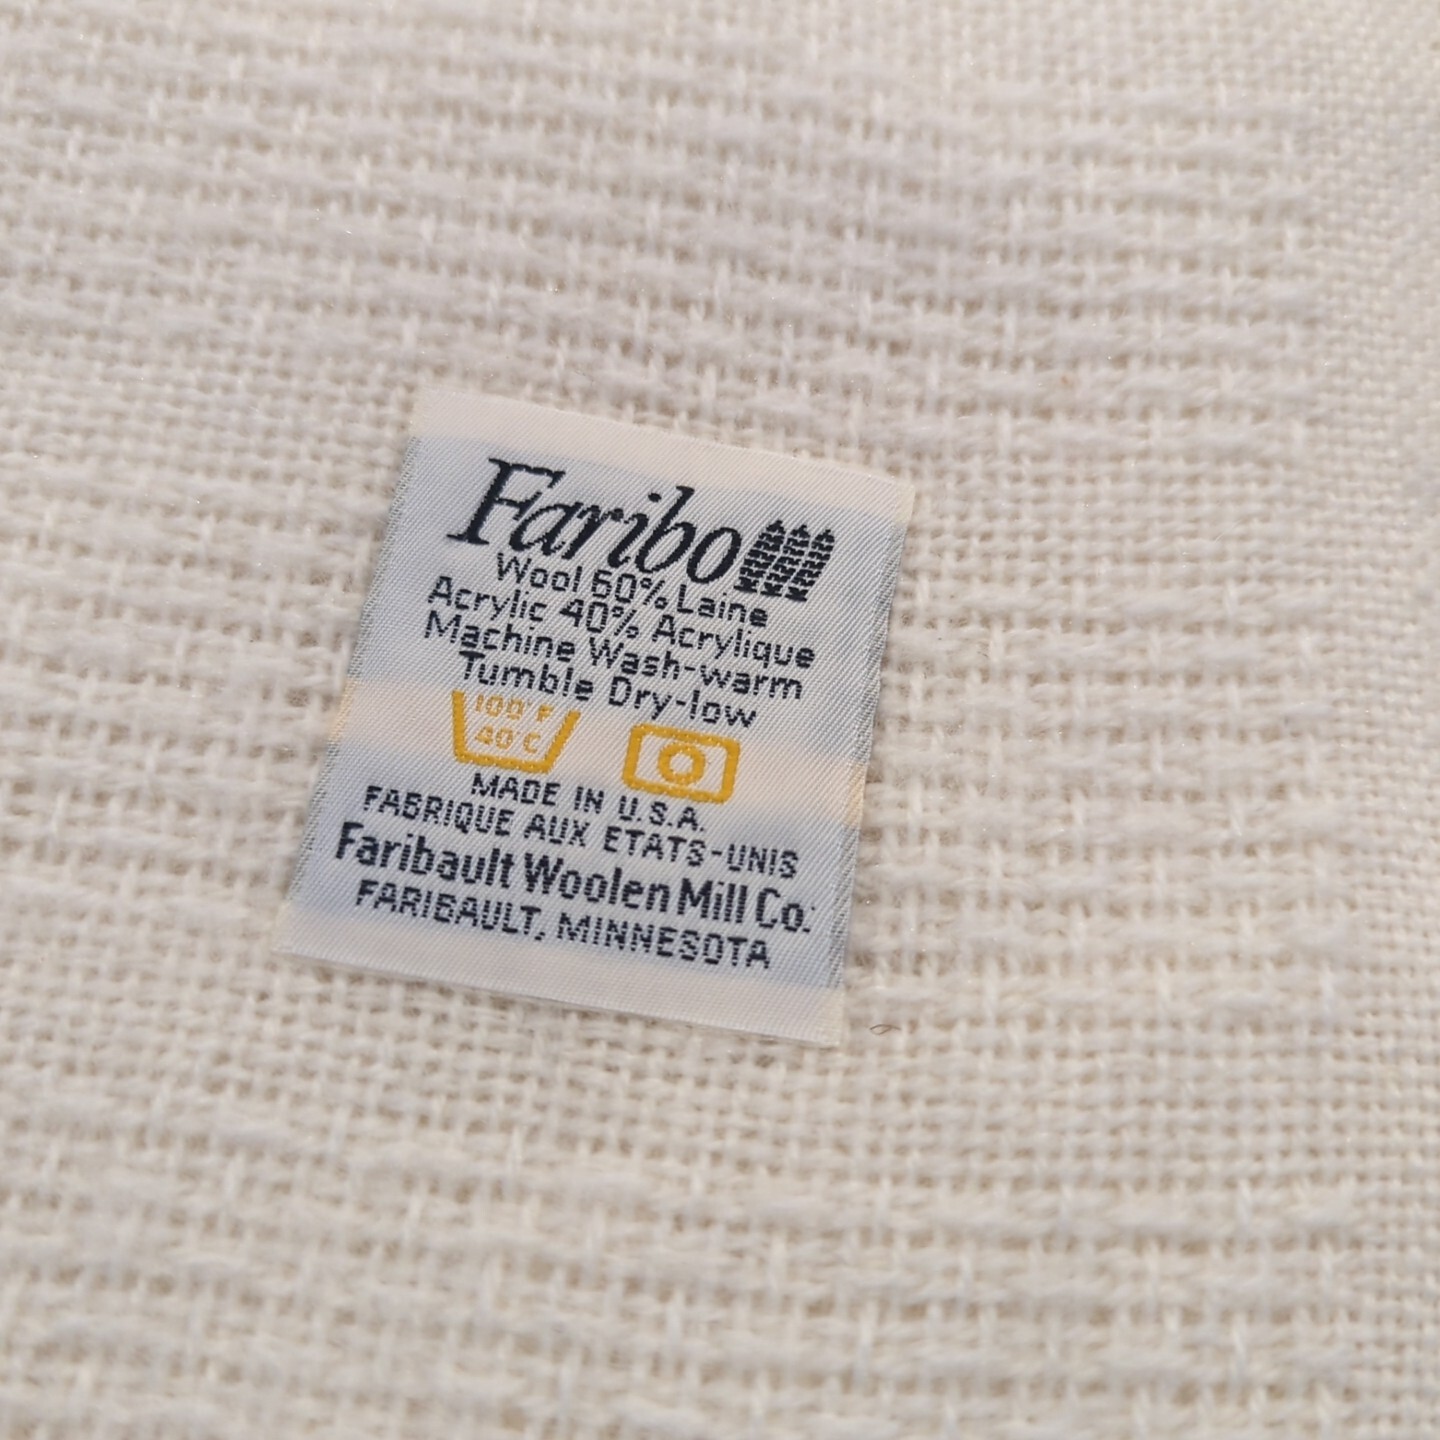 Faribo
Wool 60% Laine
Acrylic 40% Acrylique
Machine Wash-warm
Tumble Dry-low
100°F
40°C
MADE IN U.S.A.
FABRIQUE AUX ETATS-UNIS
Faribault Woolen Mill Co.
FARIBAULT, MINNESOTA